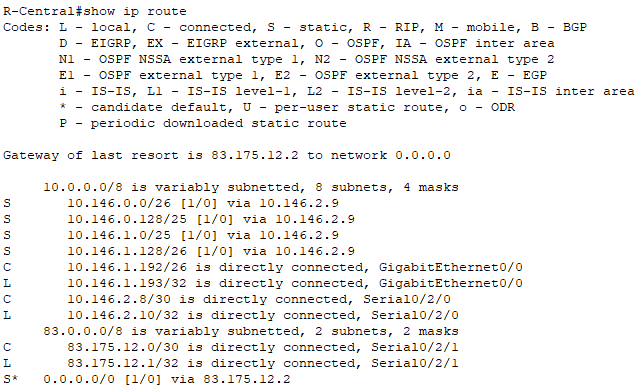 R-Central#show ip route
Codes: L - local, C - connected, S - static, R - RIP, M - mobile, B - BGP
       D - EIGRP, EX - EIGRP external, O - OSPF, IA - OSPF inter area
       N1 - OSPF NSSA external type 1, N2 - OSPF NSSA external type 2
       E1 - OSPF external type 1, E2 - OSPF external type 2, E - EGP
       i - IS-IS, L1 - IS-IS level-1, L2 - IS-IS level-2, ia - IS-IS inter area
       * - candidate default, U - per-user static route, o - ODR
       P - periodic downloaded static route

Gateway of last resort is 83.175.12.2 to network 0.0.0.0

     10.0.0.0/8 is variably subnetted, 8 subnets, 4 masks
S       10.146.0.0/26 [1/0] via 10.146.2.9
S       10.146.0.128/25 [1/0] via 10.146.2.9
S       10.146.1.0/25 [1/0] via 10.146.2.9
S       10.146.1.128/26 [1/0] via 10.146.2.9
C       10.146.1.192/26 is directly connected, GigabitEthernet0/0
L       10.146.1.193/32 is directly connected, GigabitEthernet0/0
C       10.146.2.8/30 is directly connected, Serial0/2/0
L       10.146.2.10/32 is directly connected, Serial0/2/0
     83.0.0.0/8 is variably subnetted, 2 subnets, 2 masks
C       83.175.12.0/30 is directly connected, Serial0/2/1
L       83.175.12.1/32 is directly connected, Serial0/2/1
S*   0.0.0.0/0 [1/0] via 83.175.12.2